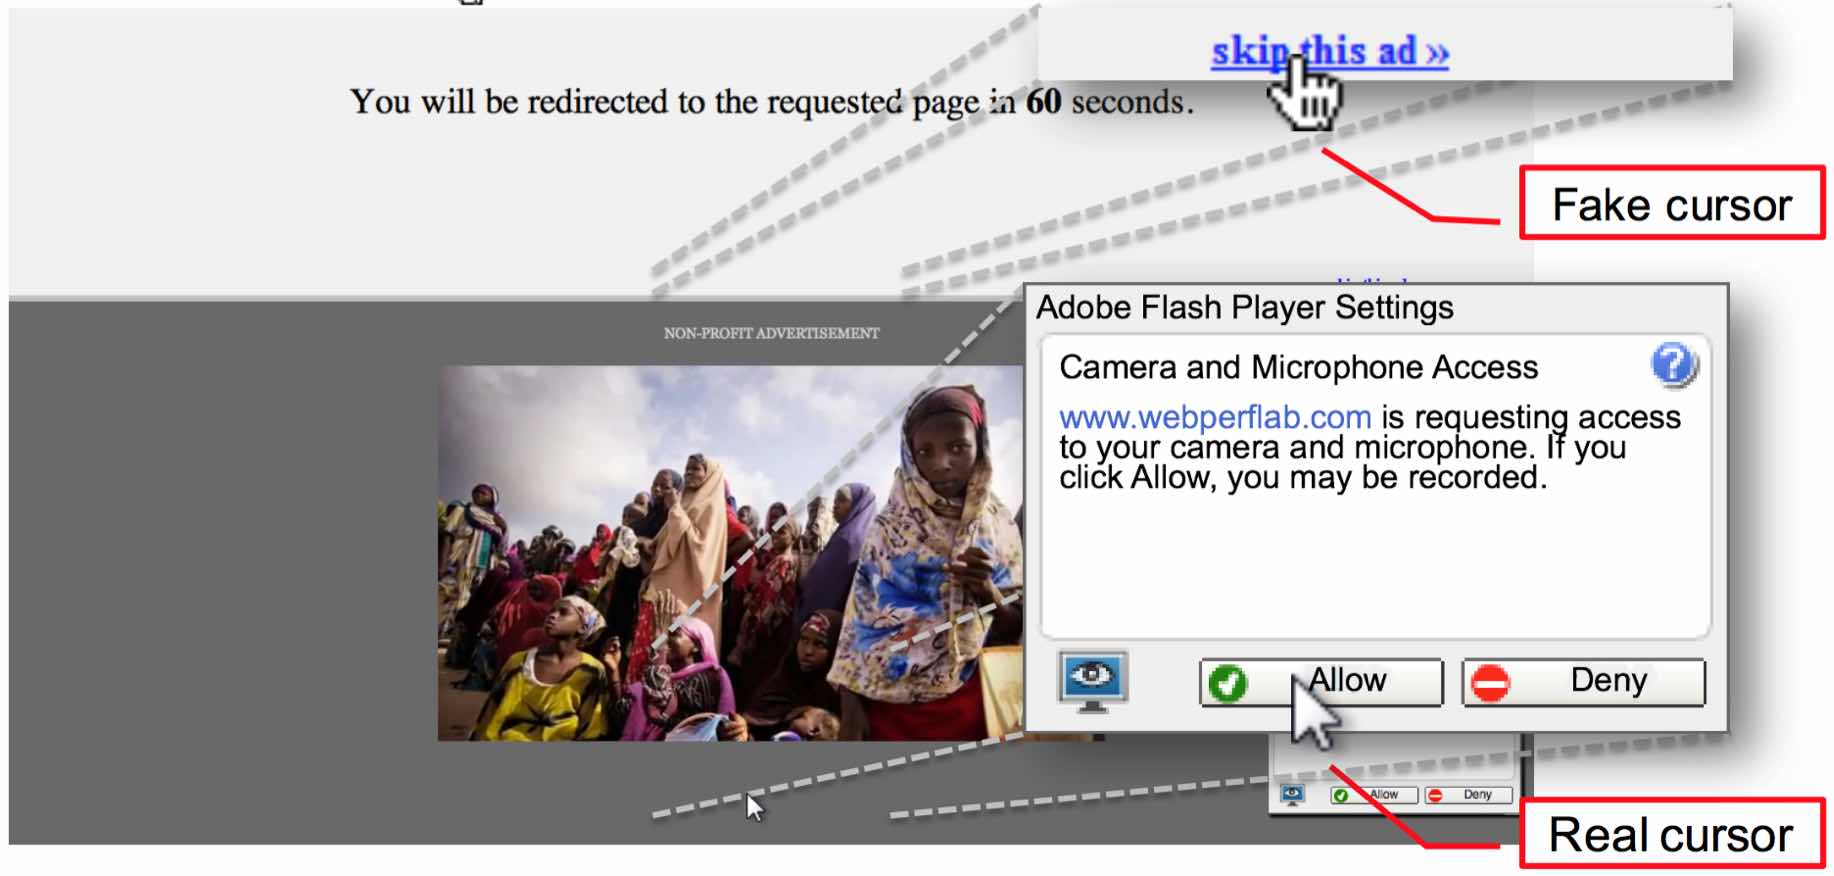 skip this ad »
You will be redirected to the requested page in 60 seconds.
Fake cursor
Adobe Flash Player Settings
NON-PROFIT ADVERTISEMENT
Camera and Microphone Access
www.webperflab.com is requesting access
to your camera and microphone. If you
click Allow, you may be recorded.
Allow
Deny
Allow
Deny
Real cursor